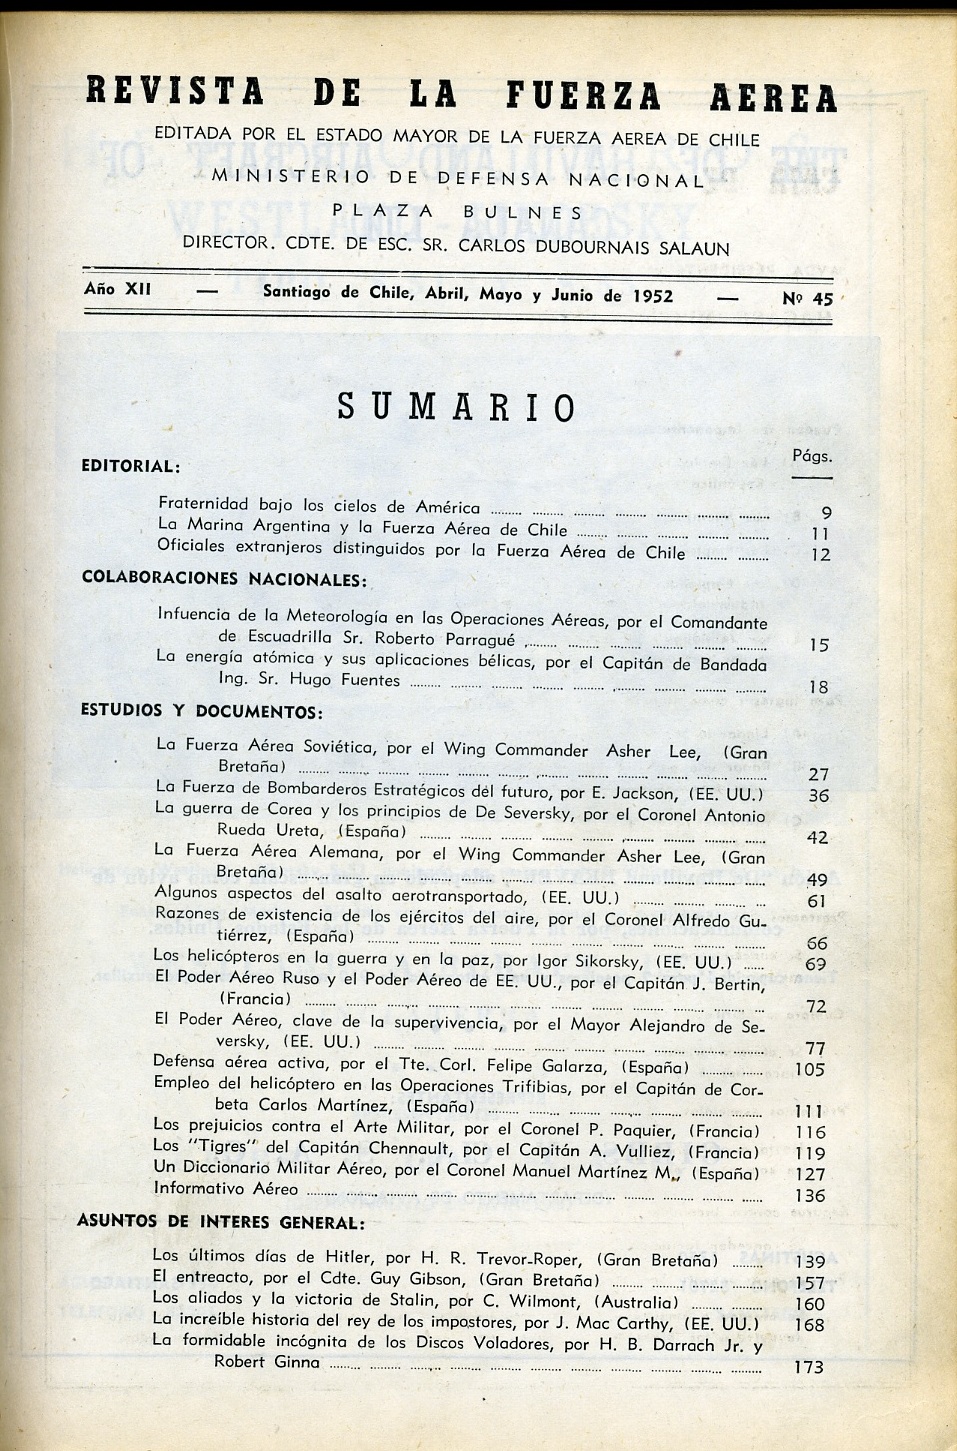 REVISTA DE LA FUERZA AEREA
EDITADA POR EL ESTADO MAYOR DE LA FUERZA AEREA DE CHILE
MINISTERIO DE DEFENSA NACIONAL
PLAZA BULNES
DIRECTOR. CDTE. DE ESC. SR. CARLOS DUBOURNAIS SALAUN
Año XII — Santiago de Chile, Abril, Mayo y Junio de 1952 — Nº 45
SUMARIO
Págs.
EDITORIAL:
Fraternidad bajo los cielos de América ........ 9
La Marina Argentina y la Fuerza Aérea de Chile ........ 11
Oficiales extranjeros distinguidos por la Fuerza Aérea de Chile ........ 12
COLABORACIONES NACIONALES:
Infuencia de la Meteorología en las Operaciones Aéreas, por el Comandante
de Escuadrilla Sr. Roberto Parragué ........ 15
La energía atómica y sus aplicaciones bélicas, por el Capitán de Bandada
Ing. Sr. Hugo Fuentes ........ 18
ESTUDIOS Y DOCUMENTOS:
La Fuerza Aérea Soviética, por el Wing Commander Asher Lee, (Gran
Bretaña) ........ 27
La Fuerza de Bombarderos Estratégicos del futuro, por E. Jackson, (EE. UU.) 36
La guerra de Corea y los principios de De Seversky, por el Coronel Antonio
Rueda Ureta, (España) ........ 42
La Fuerza Aérea Alemana, por el Wing Commander Asher Lee, (Gran
Bretaña) ........ 49
Algunos aspectos del asalto aerotransportado, (EE. UU.) ........ 61
Razones de existencia de los ejércitos del aire, por el Coronel Alfredo Gu-
tiérrez, (España) ........ 66
Los helicópteros en la guerra y en la paz, por Igor Sikorsky, (EE. UU.) ...... 69
El Poder Aéreo Ruso y el Poder Aéreo de EE. UU., por el Capitán J. Bertin,
(Francia) ........ 72
El Poder Aéreo, clave de la supervivencia, por el Mayor Alejandro de Se-
versky, (EE. UU.) ........ 77
Defensa aérea activa, por el Tte. Corl. Felipe Galarza, (España) ........ 105
Empleo del helicóptero en las Operaciones Trifibias, por el Capitán de Cor-
beta Carlos Martínez, (España) ........ 111
Los prejuicios contra el Arte Militar, por el Coronel P. Paquier, (Francia) 116
Los "Tigres" del Capitán Chennault, por el Capitán A. Vulliez, (Francia) 119
Un Diccionario Militar Aéreo, por el Coronel Manuel Martínez M., (España) 127
Informativo Aéreo ........ 136
ASUNTOS DE INTERES GENERAL:
Los últimos días de Hitler, por H. R. Trevor-Roper, (Gran Bretaña) ........ 139
El entreacto, por el Cdte. Guy Gibson, (Gran Bretaña) ........ 157
Los aliados y la victoria de Stalin, por C. Wilmont, (Australia) ........ 160
La increíble historia del rey de los impostores, por J. Mac Carthy, (EE. UU.) 168
La formidable incógnita de los Discos Voladores, por H. B. Darrach Jr. y
Robert Ginna ........ 173